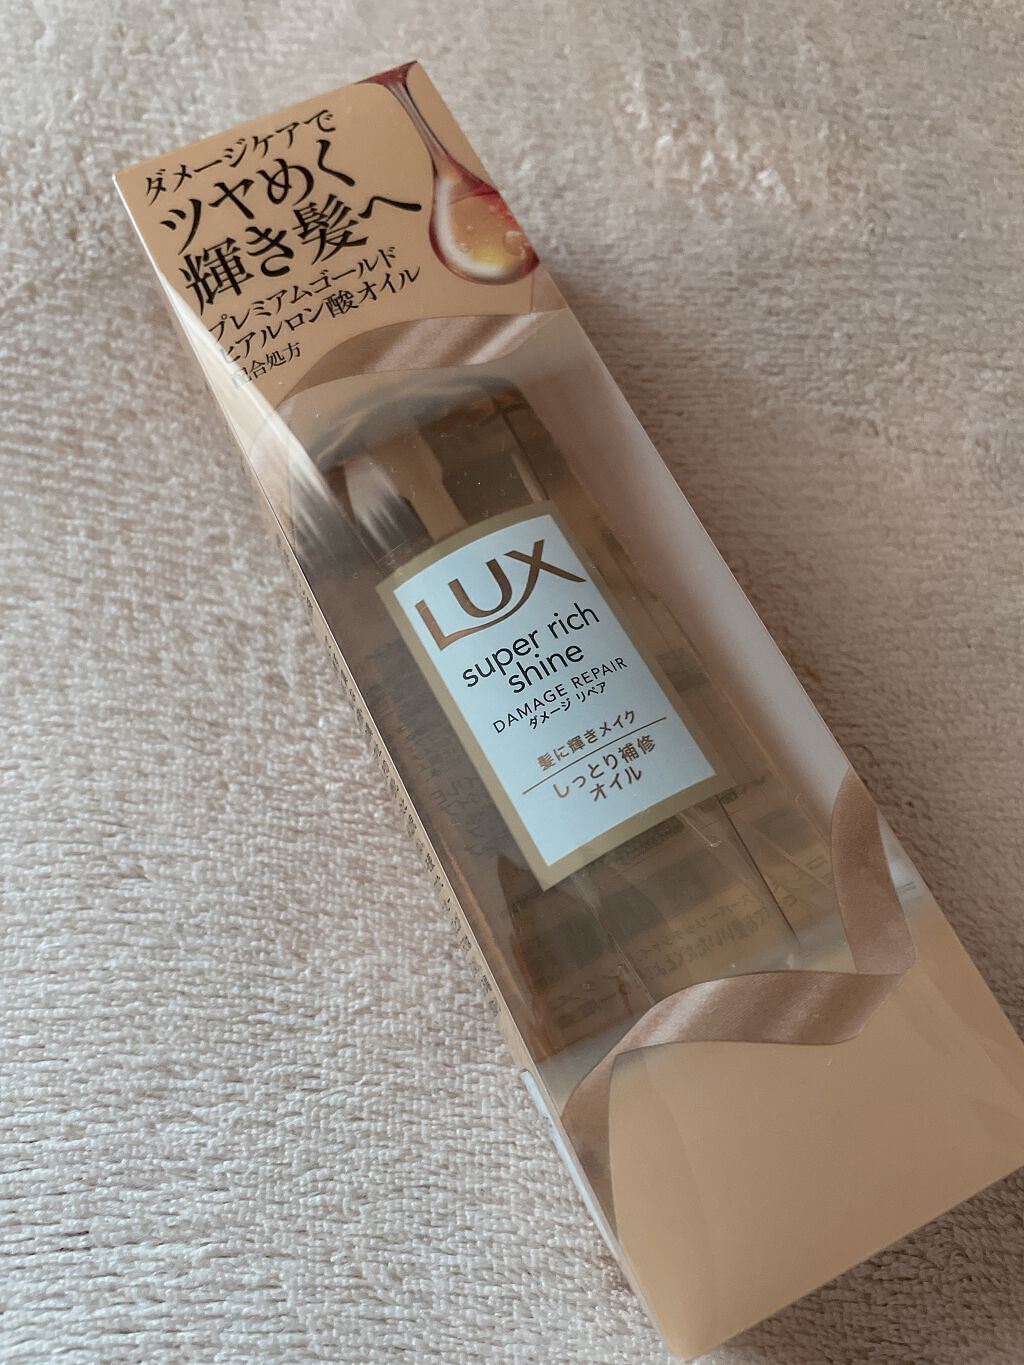 ダメージケアで
ツヤめく
輝き髪へ
プレミアムゴールド
ヒアルロン酸オイル
配合処方
LUX
super rich
shine
DAMAGE REPAIR
ダメージ リペア
髪に輝きメイク
しっとり補修
オイル